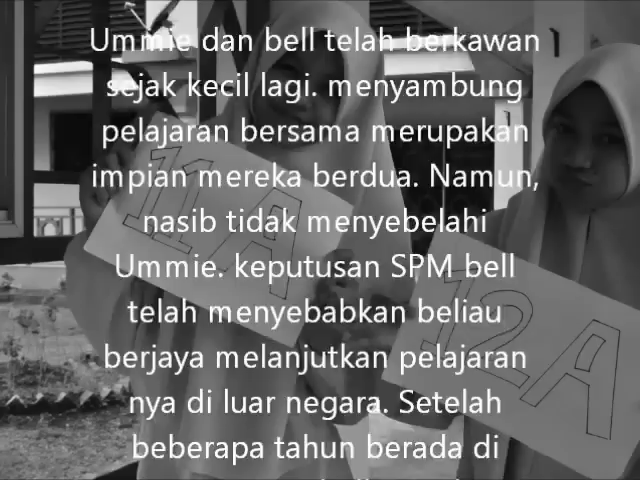 Ummie dan bell telah berkawan
sejak kecil lagi. menyambung
pelajaran bersama merupakan
impian mereka berdua. Namun,
nasib tidak menyebelahi
Ummie. keputusan SPM bell
telah menyebabkan beliau
berjaya melanjutkan pelajaran
nya di luar negara. Setelah
beberapa tahun berada di
11A
12A